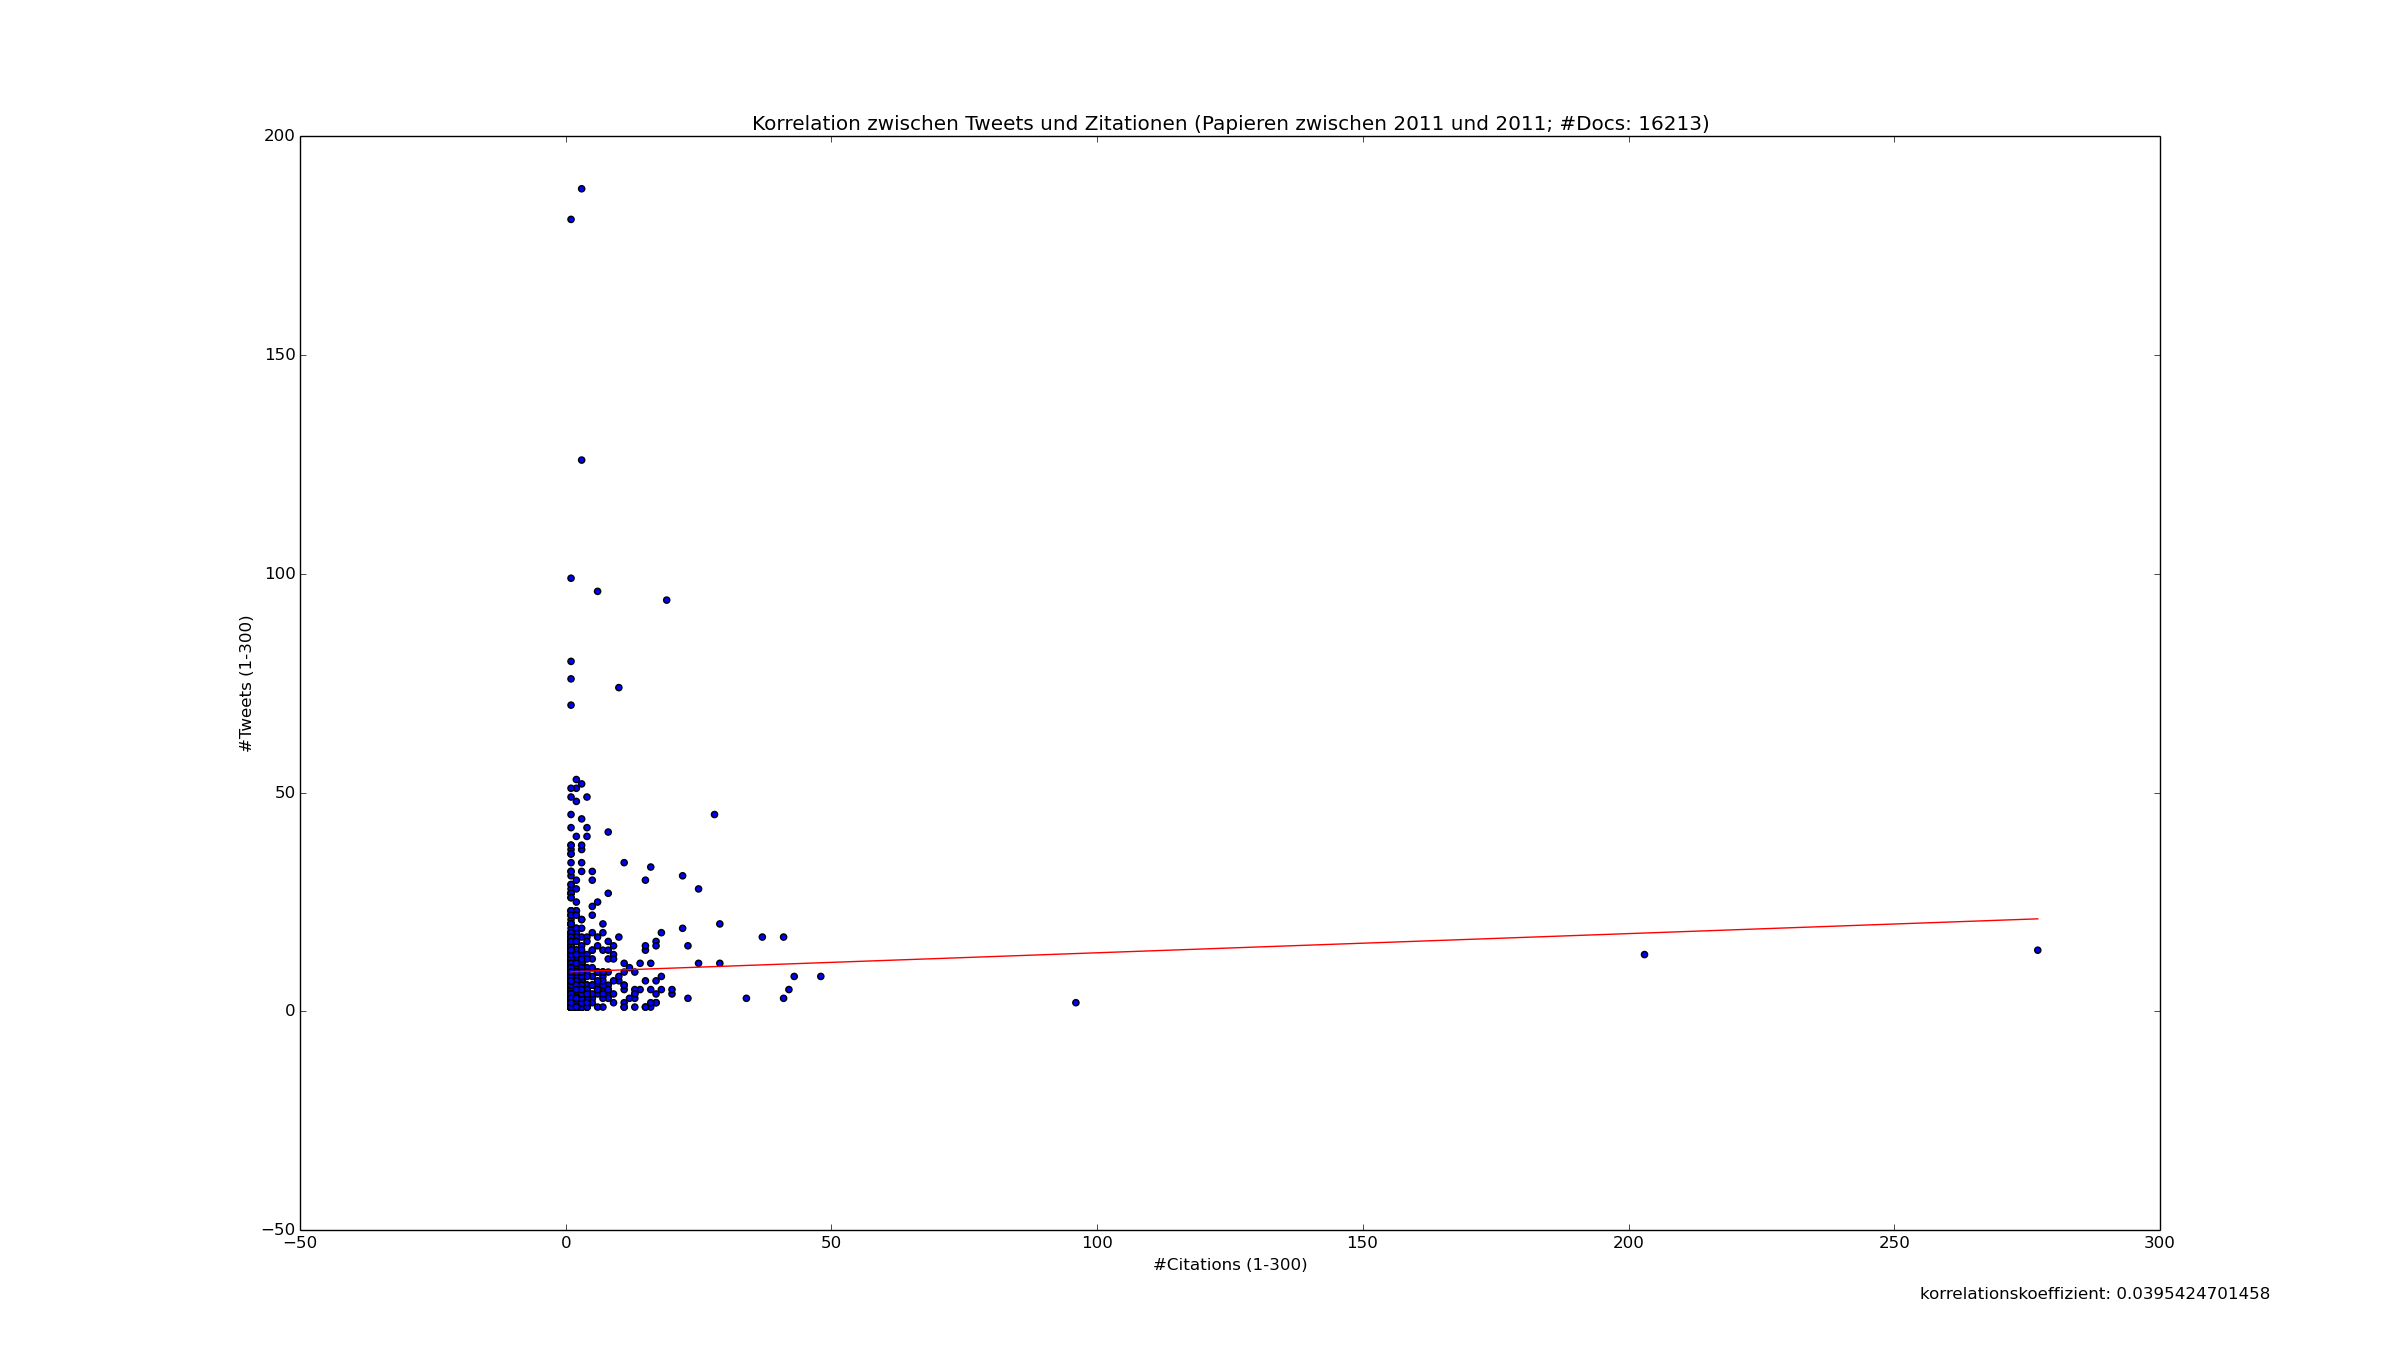 Korrelation zwischen Tweets und Zitationen (Papieren zwischen 2011 und 2011; #Docs: 16213)
200
150
100
50
0
−50
#Tweets (1-300)
−50 0 50 100 150 200 250 300
#Citations (1-300)
korrelationskoeffizient: 0.0395424701458